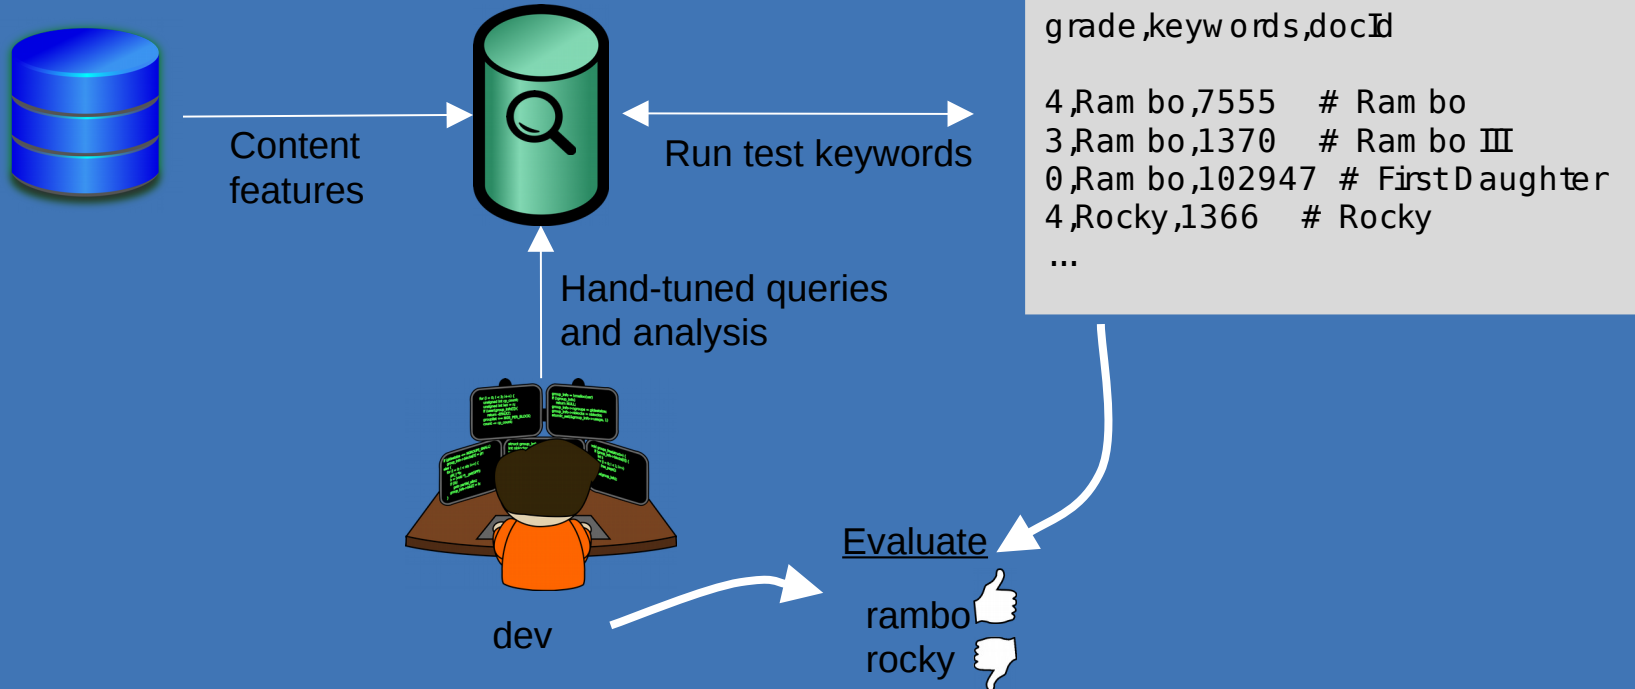 grade,keywords,docId
4,Rambo,7555 # Rambo
3,Rambo,1370 # Rambo III
0,Rambo,102947 # First Daughter
4,Rocky,1366 # Rocky
...
Content
features
Run test keywords
Hand-tuned queries
and analysis
dev
Evaluate
rambo
rocky